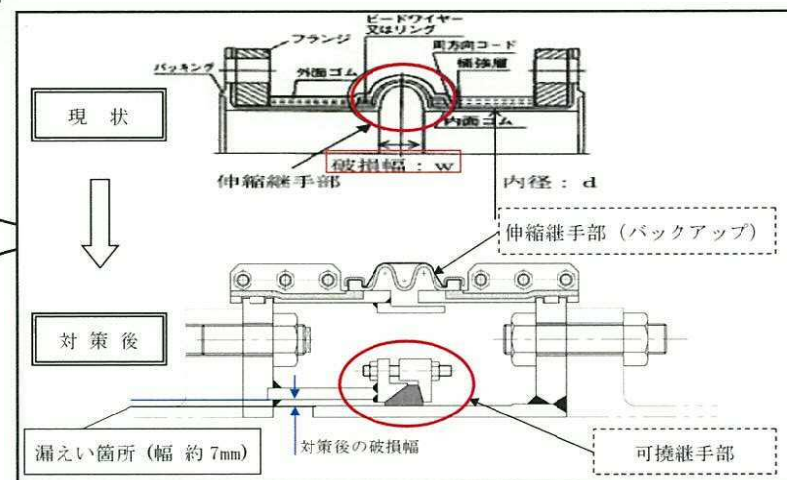 ビードワイヤー
又はリング
フランジ
両方向コード
パッキング
外面ゴム
補強層
現 状
内面ゴム
破損幅：w
伸縮継手部
内径：d
伸縮継手部（バックアップ）
対 策 後
漏えい箇所（幅 約7mm）
対策後の破損幅
可撓継手部